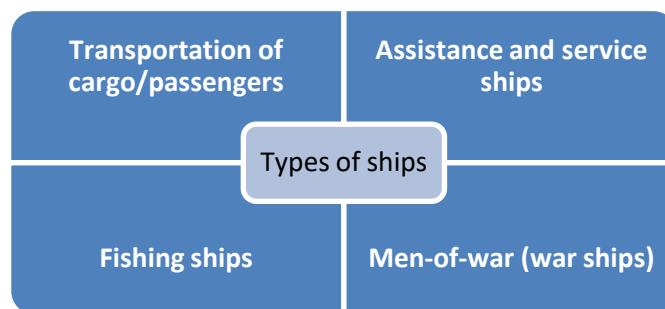 Transportation of
cargo/passengers
Assistance and service
ships
Types of ships
Fishing ships
Men-of-war (war ships)